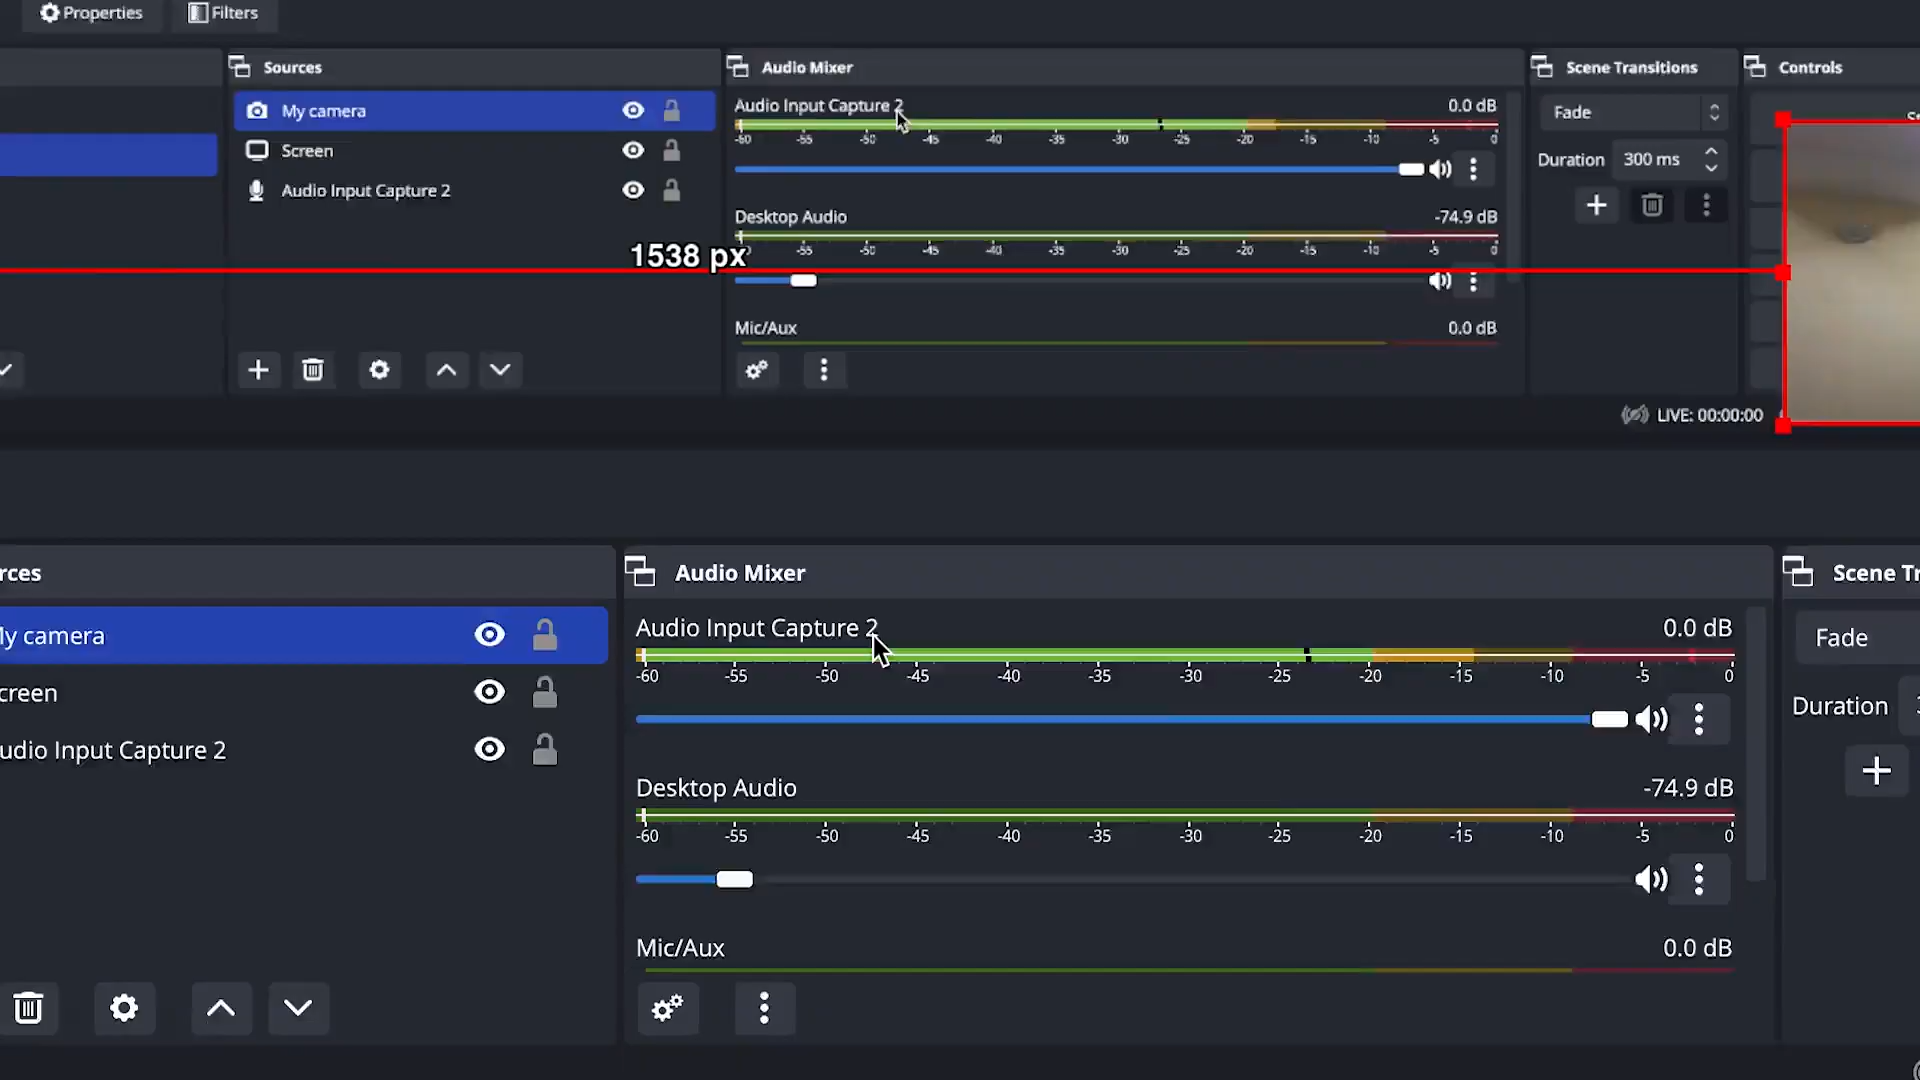 Properties
Filters
Sources
Audio Mixer
Scene Transitions
Controls
My camera
Audio Input Capture 2
0.0 dB
Fade
-60 -55 -50 -45 -40 -35 -30 -25 -20 -15 -10 -5 0
Screen
Duration
300 ms
Audio Input Capture 2
Desktop Audio
-74.9 dB
-55 -50 -45 -40 -35 -30 -25 -20 -15 -10 -5 0
1538 px
Mic/Aux
0.0 dB
LIVE: 00:00:00
rces
Audio Mixer
Scene Tr
My camera
Audio Input Capture 2
0.0 dB
Fade
-60 -55 -50 -45 -40 -35 -30 -25 -20 -15 -10 -5 0
creen
Duration
udio Input Capture 2
Desktop Audio
-74.9 dB
-60 -55 -50 -45 -40 -35 -30 -25 -20 -15 -10 -5 0
Mic/Aux
0.0 dB